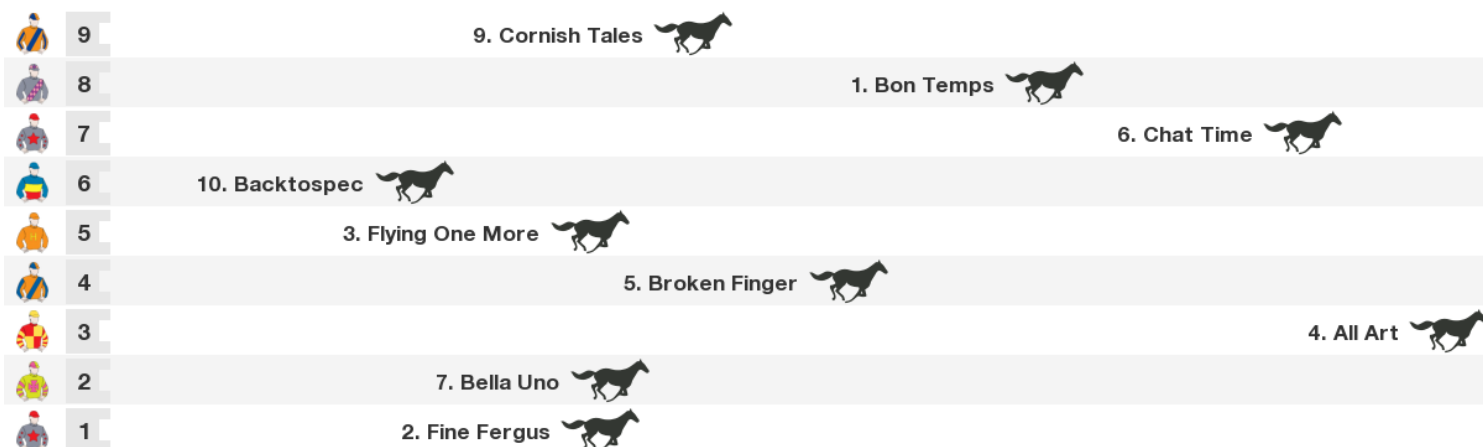 9 9. Cornish Tales
8 1. Bon Temps
7 6. Chat Time
6 10. Backtospec
5 3. Flying One More
4 5. Broken Finger
3 4. All Art
2 7. Bella Uno
1 2. Fine Fergus